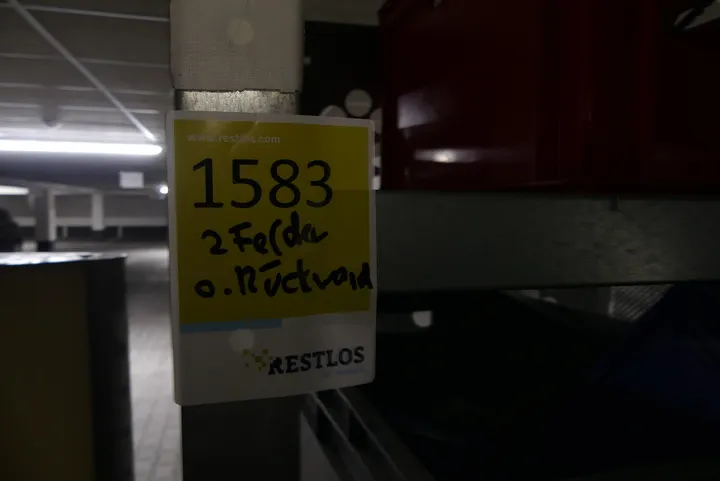 www.restlos.com
1583
2 Felder
o. Rückwand
RESTLOS